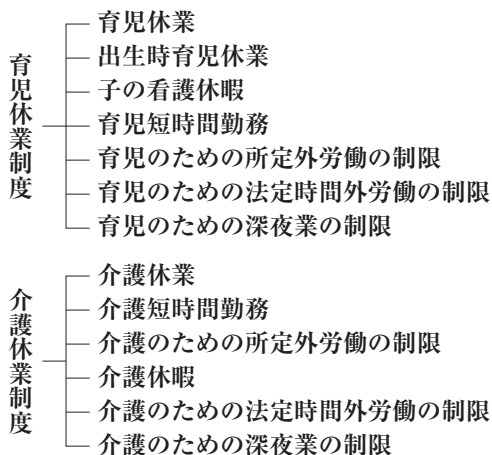 育児休業制度
育児休業
出生時育児休業
子の看護休暇
育児短時間勤務
育児のための所定外労働の制限
育児のための法定時間外労働の制限
育児のための深夜業の制限
介護休業制度
介護休業
介護短時間勤務
介護のための所定外労働の制限
介護休暇
介護のための法定時間外労働の制限
介護のための深夜業の制限